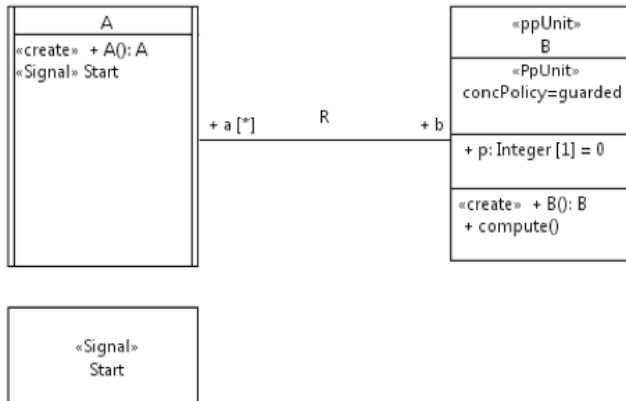 A
«create» + A(): A
«Signal» Start
+ a [*]
R
+ b
«ppUnit»
B
«PpUnit»
concPolicy=guarded
+ p: Integer [1] = 0
«create» + B(): B
+ compute()
«Signal»
Start